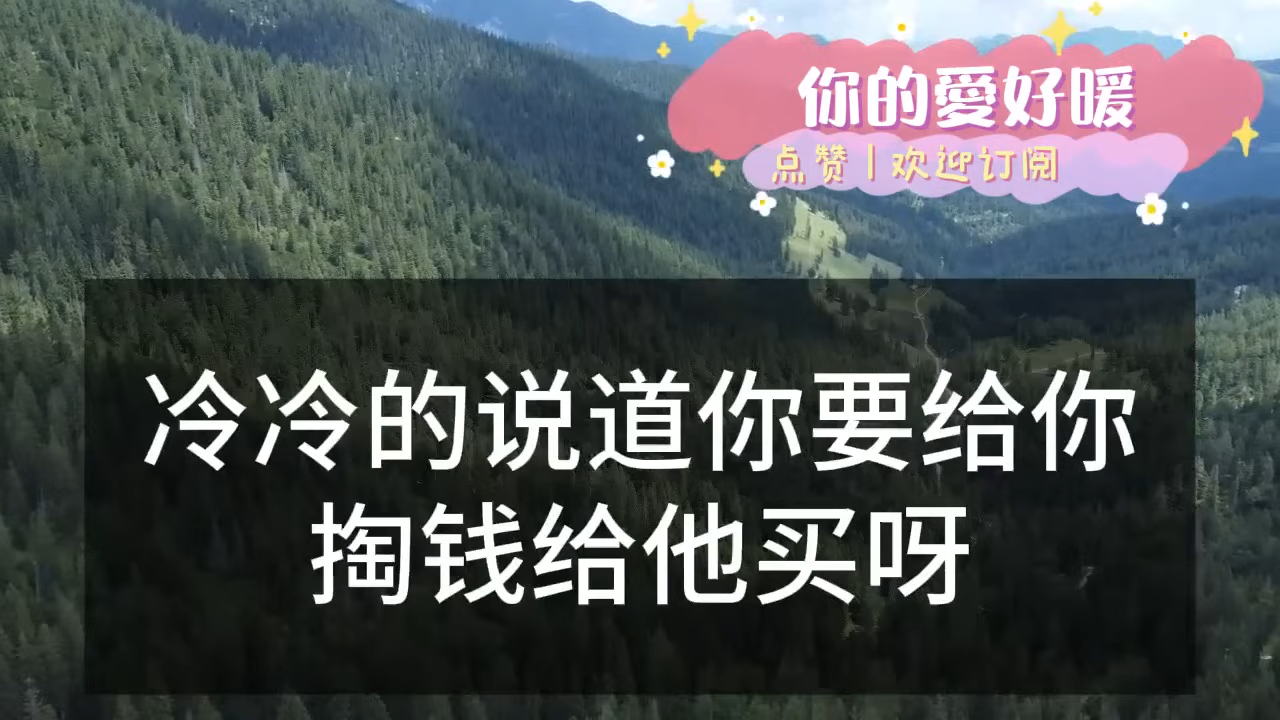 你的愛好暖
点赞 | 欢迎订阅
冷冷的说道你要给你
掏钱给他买呀